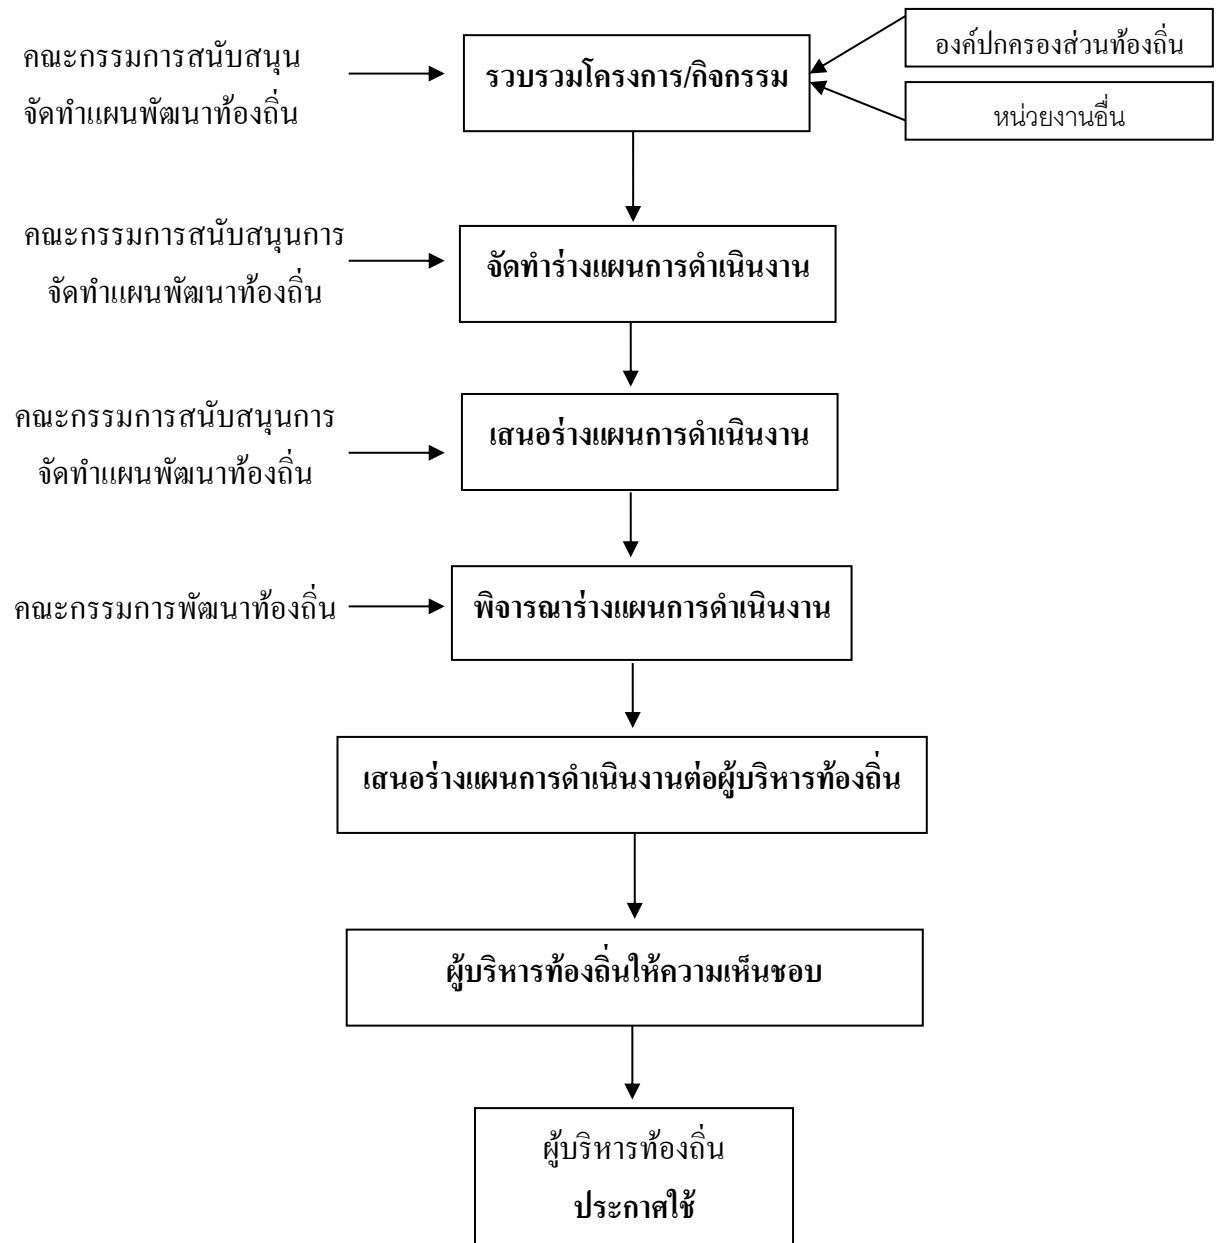 คณะกรรมการสนับสนุน
จัดทำแผนพัฒนาท้องถิ่น
รวบรวมโครงการ/กิจกรรม
องค์ปกครองส่วนท้องถิ่น
หน่วยงานอื่น
คณะกรรมการสนับสนุนการ
จัดทำแผนพัฒนาท้องถิ่น
จัดทำร่างแผนการดำเนินงาน
คณะกรรมการสนับสนุนการ
จัดทำแผนพัฒนาท้องถิ่น
เสนอร่างแผนการดำเนินงาน
คณะกรรมการพัฒนาท้องถิ่น
พิจารณาร่างแผนการดำเนินงาน
เสนอร่างแผนการดำเนินงานต่อผู้บริหารท้องถิ่น
ผู้บริหารท้องถิ่นให้ความเห็นชอบ
ผู้บริหารท้องถิ่น
ประกาศใช้